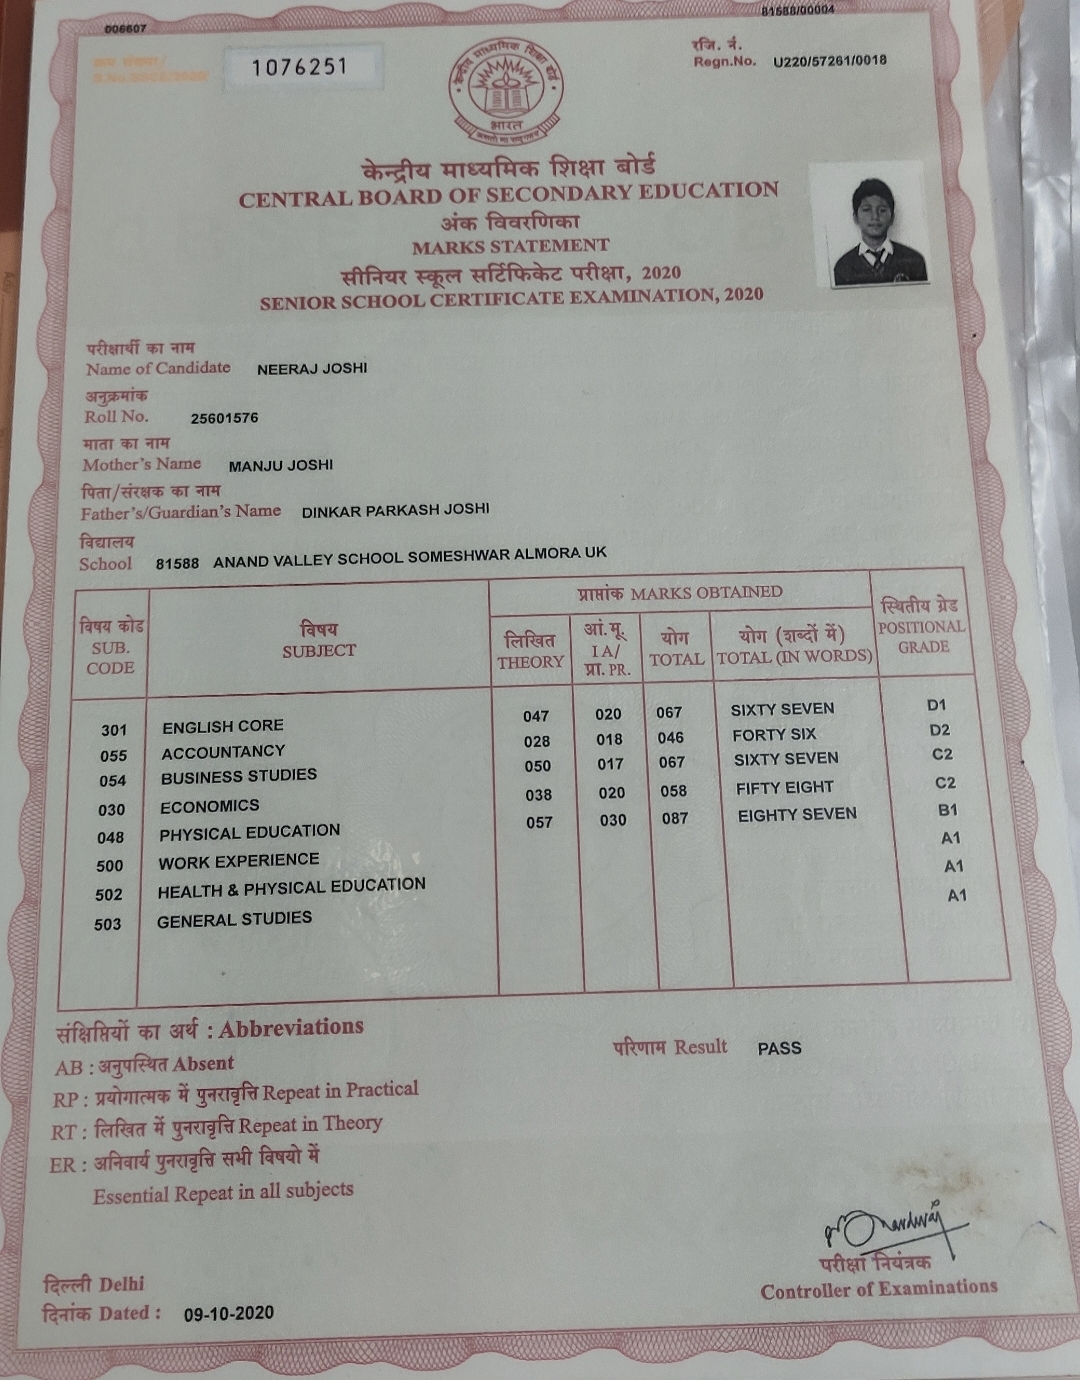 006607
81588/00004
1076251
रजि. नं.
Regn.No. U220/57261/0018
केन्द्रीय माध्यमिक शिक्षा बोर्ड
भारत
असतो मा सद्गमय
केन्द्रीय माध्यमिक शिक्षा बोर्ड
CENTRAL BOARD OF SECONDARY EDUCATION
अंक विवरणिका
MARKS STATEMENT
सीनियर स्कूल सर्टिफिकेट परीक्षा, 2020
SENIOR SCHOOL CERTIFICATE EXAMINATION, 2020
परीक्षार्थी का नाम
Name of Candidate NEERAJ JOSHI
अनुक्रमांक
Roll No. 25601576
माता का नाम
Mother's Name MANJU JOSHI
पिता/संरक्षक का नाम
Father's/Guardian's Name DINKAR PARKASH JOSHI
विद्यालय
School 81588 ANAND VALLEY SCHOOL SOMESHWAR ALMORA UK
विषय कोड SUB. CODE
विषय SUBJECT
प्राप्तांक MARKS OBTAINED
लिखित THEORY
आं.मू. IA/ प्रा. PR.
योग TOTAL
योग (शब्दों में) TOTAL (IN WORDS)
स्थितीय ग्रेड POSITIONAL GRADE
301 ENGLISH CORE 047 020 067 SIXTY SEVEN D1
055 ACCOUNTANCY 028 018 046 FORTY SIX D2
054 BUSINESS STUDIES 050 017 067 SIXTY SEVEN C2
030 ECONOMICS 038 020 058 FIFTY EIGHT C2
048 PHYSICAL EDUCATION 057 030 087 EIGHTY SEVEN B1
500 WORK EXPERIENCE A1
502 HEALTH & PHYSICAL EDUCATION A1
503 GENERAL STUDIES A1
संक्षिप्तियों का अर्थ : Abbreviations
AB : अनुपस्थित Absent
परिणाम Result PASS
RP : प्रयोगात्मक में पुनरावृत्ति Repeat in Practical
RT : लिखित में पुनरावृत्ति Repeat in Theory
ER : अनिवार्य पुनरावृत्ति सभी विषयो में
Essential Repeat in all subjects
परीक्षा नियंत्रक
Controller of Examinations
दिल्ली Delhi
दिनांक Dated : 09-10-2020